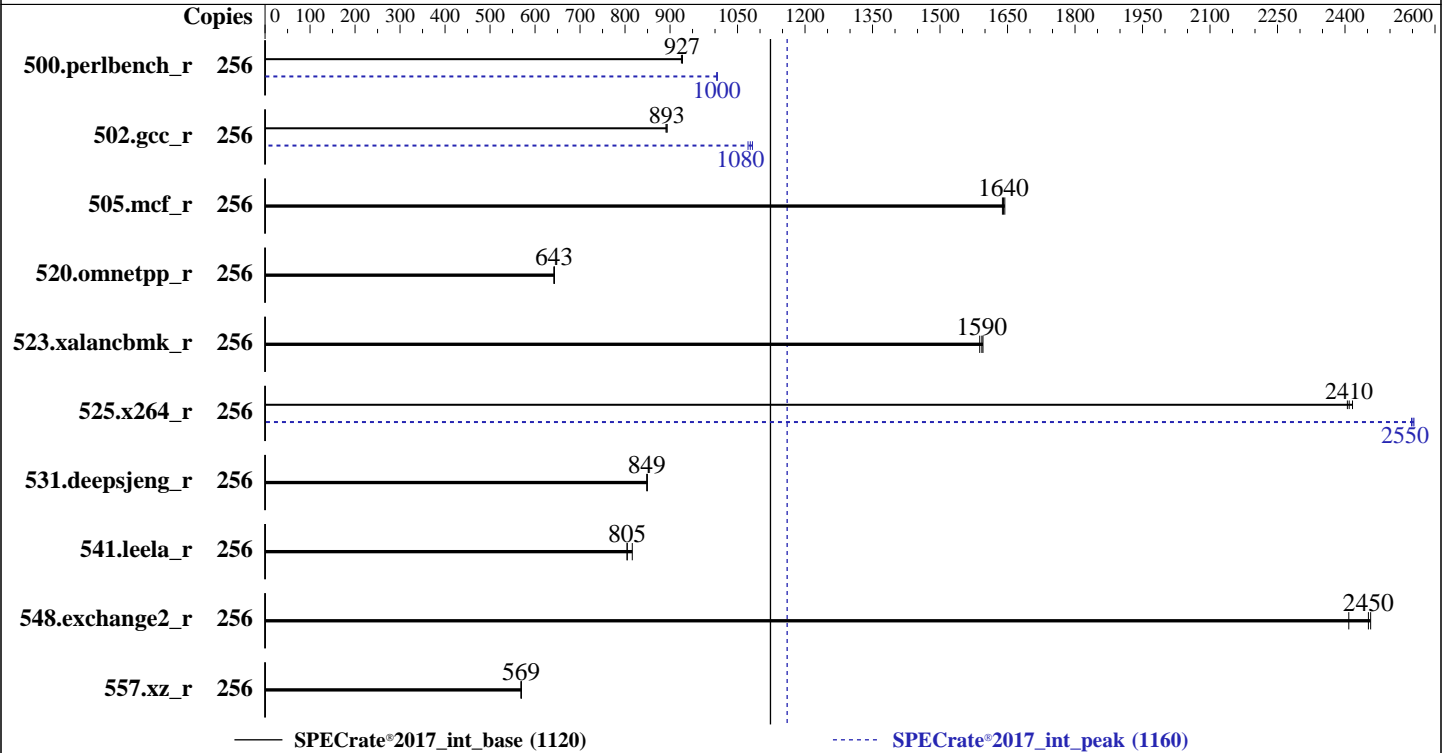 Copies 0 100 200 300 400 500 600 700 800 900 1050 1200 1350 1500 1650 1800 1950 2100 2250 2400 2600
927
500.perlbench_r 256
1000
893
502.gcc_r 256
1080
1640
505.mcf_r 256
643
520.omnetpp_r 256
1590
523.xalancbmk_r 256
2410
525.x264_r 256
2550
849
531.deepsjeng_r 256
805
541.leela_r 256
2450
548.exchange2_r 256
569
557.xz_r 256
SPECrate®2017_int_base (1120) SPECrate®2017_int_peak (1160)